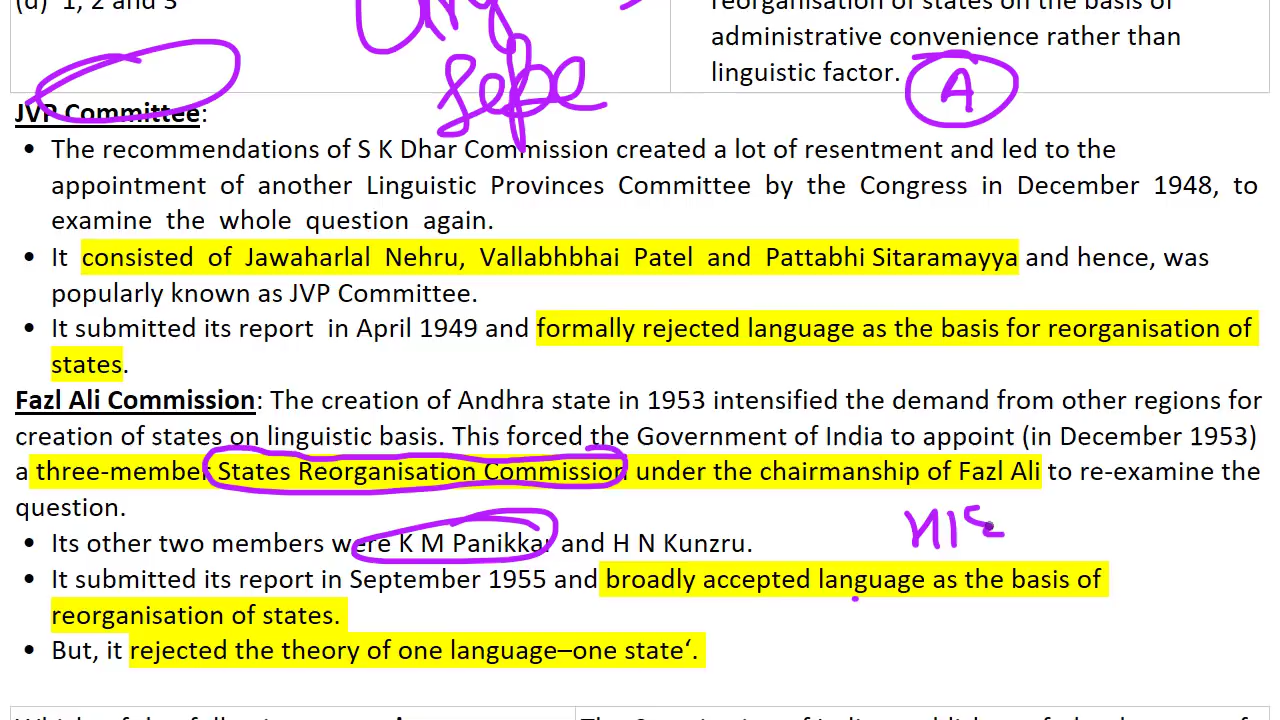 (d) 1, 2 and 3
reorganisation of states on the basis of
administrative convenience rather than
linguistic factor.
A
JVP Committee:
• The recommendations of S K Dhar Commission created a lot of resentment and led to the
appointment of another Linguistic Provinces Committee by the Congress in December 1948, to
examine the whole question again.
• It consisted of Jawaharlal Nehru, Vallabhbhai Patel and Pattabhi Sitaramayya and hence, was
popularly known as JVP Committee.
• It submitted its report in April 1949 and formally rejected language as the basis for reorganisation of
states.
Fazl Ali Commission: The creation of Andhra state in 1953 intensified the demand from other regions for
creation of states on linguistic basis. This forced the Government of India to appoint (in December 1953)
a three-member States Reorganisation Commission under the chairmanship of Fazl Ali to re-examine the
question.
• Its other two members were K M Panikkar and H N Kunzru.
• It submitted its report in September 1955 and broadly accepted language as the basis of
reorganisation of states.
• But, it rejected the theory of one language–one state‘.